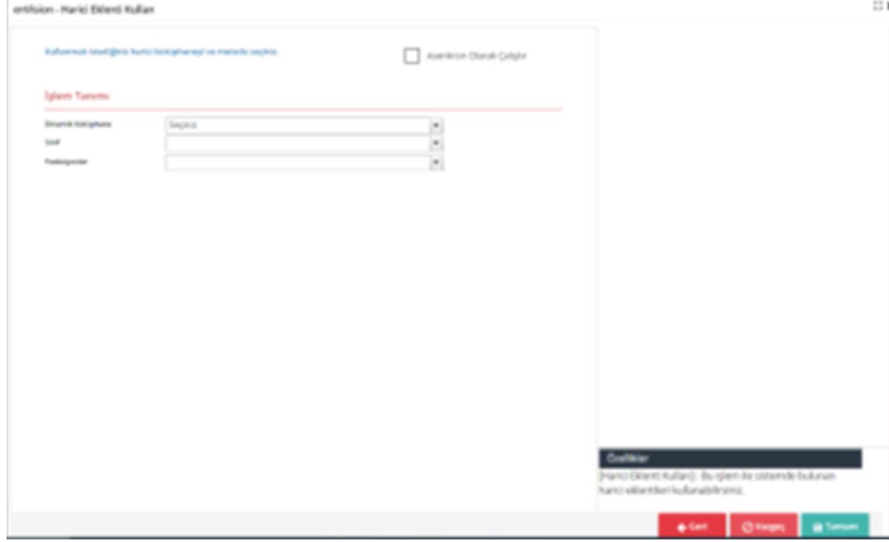 enVision - Harici Eklenti Kullan
Kullanmak istediğiniz harici kütüphaneyi ve metodu seçiniz.
Asenkron Olarak Çalıştır
İşlem Tanımı
Dinamik Kütüphane
Seçiniz
Sınıf
Fonksiyonlar
Özellikler
[Harici Eklenti Kullan] : Bu işlem ile sistemde bulunan
harici eklentileri kullanabilirsiniz.
Geri
Vazgeç
Tamam